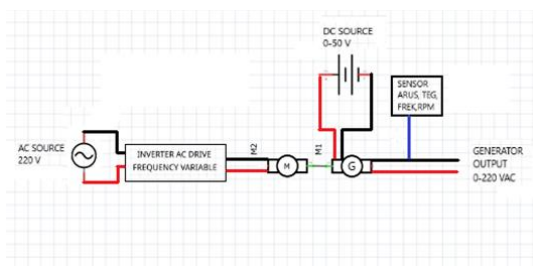 DC SOURCE
0-50 V
SENSOR
ARUS, TEG,
FREK,RPM
AC SOURCE
220 V
INVERTER AC DRIVE
FREQUENCY VARIABLE
M2
M
M1
G
GENERATOR
OUTPUT
0-220 VAC